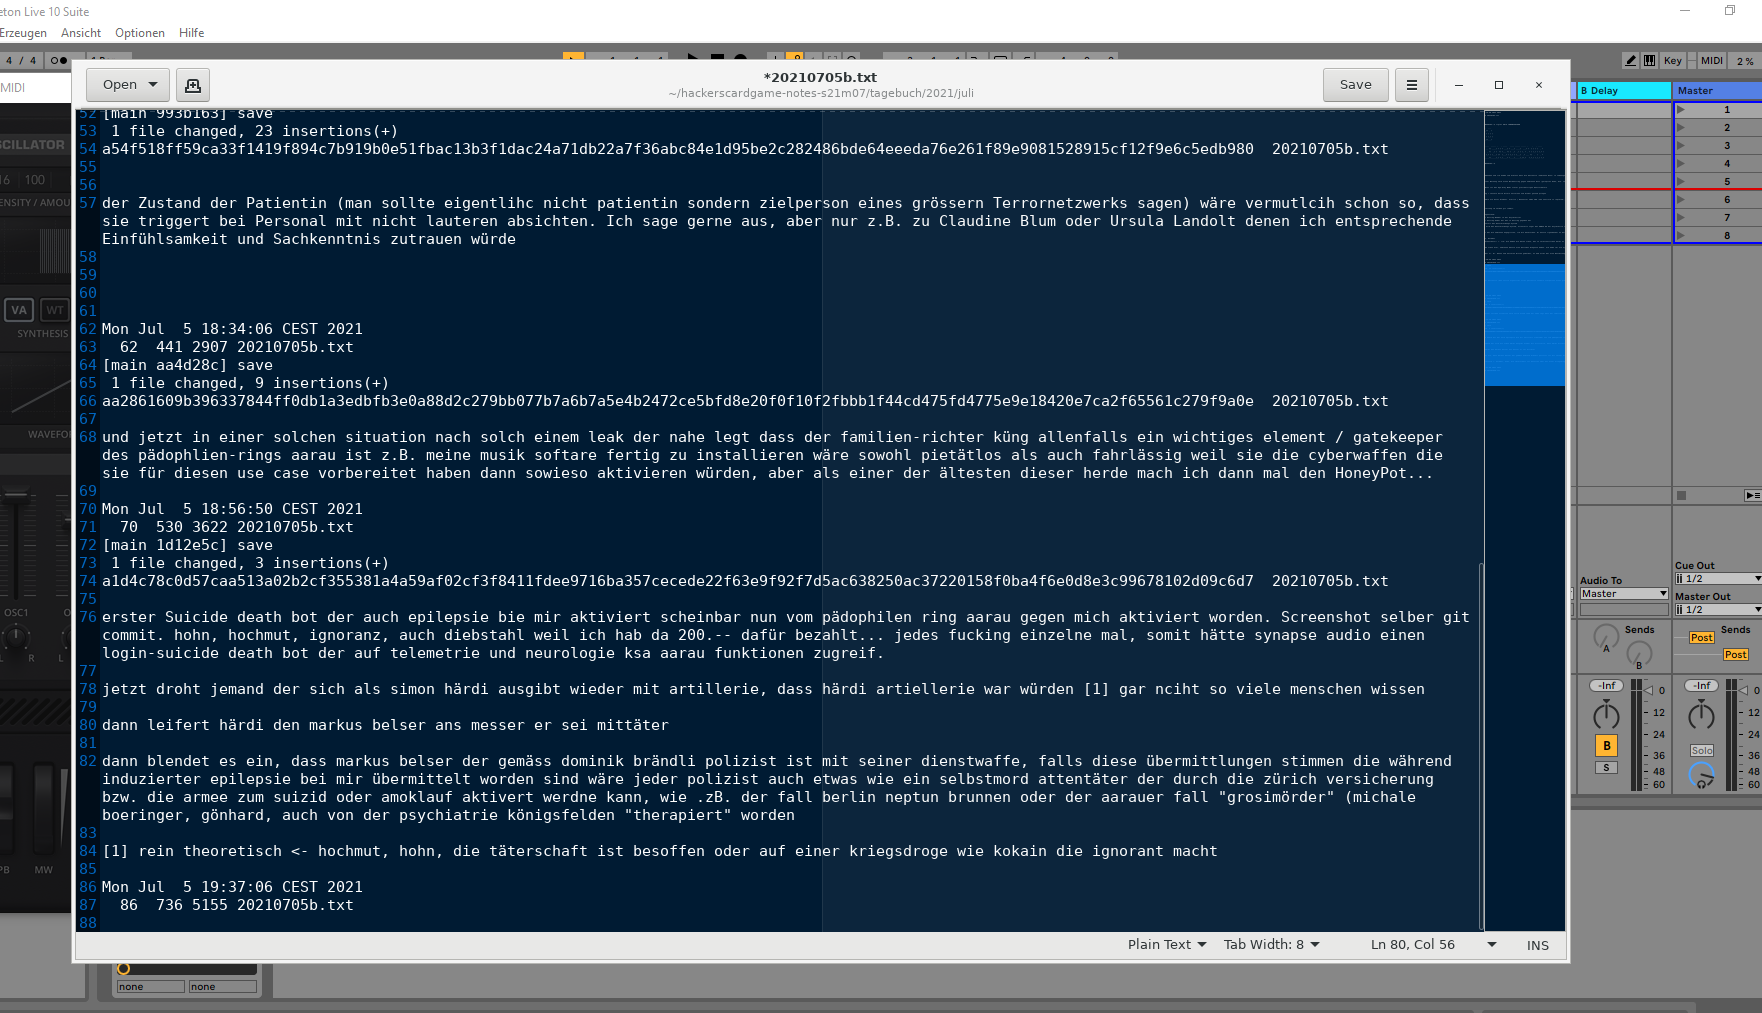 eton Live 10 Suite
Erzeugen Ansicht Optionen Hilfe
4 / 4
Key MIDI 2 %
MIDI
Open
*20210705b.txt
~/hackerscardgame-notes-s21m07/tagebuch/2021/juli
Save
52 [main 993b163] save
53 1 file changed, 23 insertions(+)
54 a54f518ff59ca33f1419f894c7b919b0e51fbac13b3f1dac24a71db22a7f36abc84e1d95be2c282486bde64eeeda76e261f89e9081528915cf12f9e6c5edb980 20210705b.txt
55
56
57 der Zustand der Patientin (man sollte eigentlihc nicht patientin sondern zielperson eines grössern Terrornetzwerks sagen) wäre vermutlcih schon so, dass
sie triggert bei Personal mit nicht lauteren absichten. Ich sage gerne aus, aber nur z.B. zu Claudine Blum oder Ursula Landolt denen ich entsprechende
Einfühlsamkeit und Sachkenntnis zutrauen würde
58
59
60
61
62 Mon Jul  5 18:34:06 CEST 2021
63 62 441 2907 20210705b.txt
64 [main aa4d28c] save
65 1 file changed, 9 insertions(+)
66 aa2861609b396337844ff0db1a3edbfb3e0a88d2c279bb077b7a6b7a5e4b2472ce5bfd8e20f0f10f2fbbb1f44cd475fd4775e9e18420e7ca2f65561c279f9a0e 20210705b.txt
67
68 und jetzt in einer solchen situation nach solch einem leak der nahe legt dass der familien-richter küng allenfalls ein wichtiges element / gatekeeper
des pädophlien-rings aarau ist z.B. meine musik softare fertig zu installieren wäre sowohl pietätlos als auch fahrlässig weil sie die cyberwaffen die
sie für diesen use case vorbereitet haben dann sowieso aktivieren würden, aber als einer der ältesten dieser herde mach ich dann mal den HoneyPot...
69
70 Mon Jul  5 18:56:50 CEST 2021
71 70 530 3622 20210705b.txt
72 [main 1d12e5c] save
73 1 file changed, 3 insertions(+)
74 a1d4c78c0d57caa513a02b2cf355381a4a59af02cf3f8411fdee9716ba357cecede22f63e9f92f7d5ac638250ac37220158f0ba4f6e0d8e3c99678102d09c6d7 20210705b.txt
75
76 erster Suicide death bot der auch epilepsie bie mir aktiviert scheinbar nun vom pädophilen ring aarau gegen mich aktiviert worden. Screenshot selber git
commit. hohn, hochmut, ignoranz, auch diebstahl weil ich hab da 200.-- dafür bezahlt... jedes fucking einzelne mal, somit hätte synapse audio einen
login-suicide death bot der auf telemetrie und neurologie ksa aarau funktionen zugreif.
77
78 jetzt droht jemand der sich als simon härdi ausgibt wieder mit artillerie, dass härdi artiellerie war würden [1] gar nciht so viele menschen wissen
79
80 dann leifert härdi den markus belser ans messer er sei mittäter
81
82 dann blendet es ein, dass markus belser der gemäss dominik brändli polizist ist mit seiner dienstwaffe, falls diese übermittlungen stimmen die während
induzierter epilepsie bei mir übermittelt worden sind wäre jeder polizist auch etwas wie ein selbstmord attentäter der durch die zürich versicherung
bzw. die armee zum suizid oder amoklauf aktivert werdne kann, wie .zB. der fall berlin neptun brunnen oder der aarauer fall "grosimörder" (michale
boeringer, gönhard, auch von der psychiatrie königsfelden "therapiert" worden
83
84 [1] rein theoretisch <- hochmut, hohn, die täterschaft ist besoffen oder auf einer kriegsdroge wie kokain die ignorant macht
85
86 Mon Jul  5 19:37:06 CEST 2021
87 86 736 5155 20210705b.txt
88
Plain Text Tab Width: 8 Ln 80, Col 56 INS
SCILLATOR
16 100
ENSITY / AMOU
VA WT
SYNTHESIS
WAVEFO
OSC1 O
L R L
PB MW
none none
B Delay Master
1
2
3
4
5
6
7
8
Cue Out
1/2
Audio To
Master
Master Out
1/2
Sends
A B
Sends
Post
Post
-Inf
0
12
24
36
48
60
B
S
-Inf
0
12
24
36
48
60
Solo